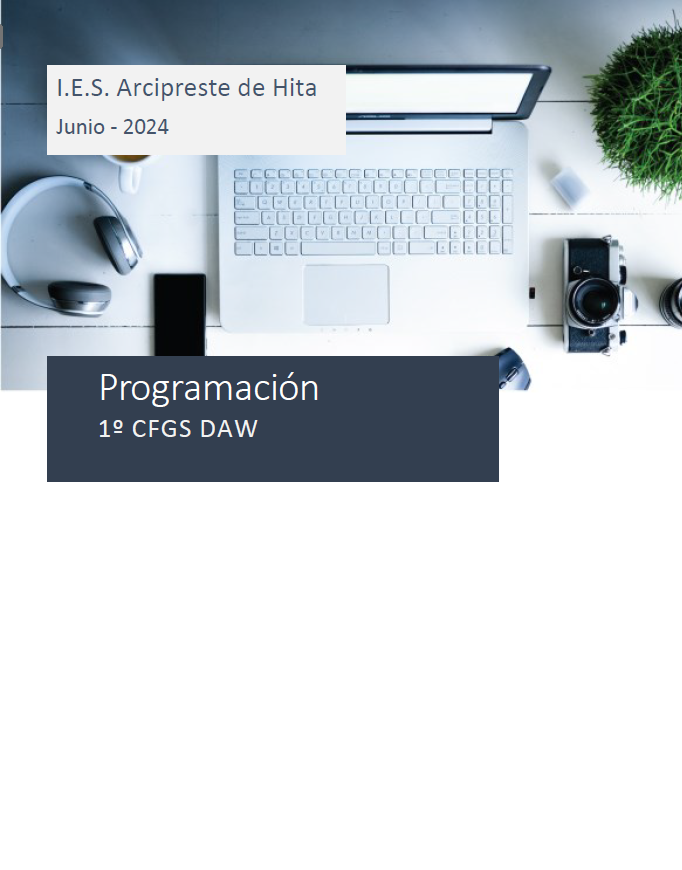 I.E.S. Arcipreste de Hita
Junio - 2024
Programación
1º CFGS DAW